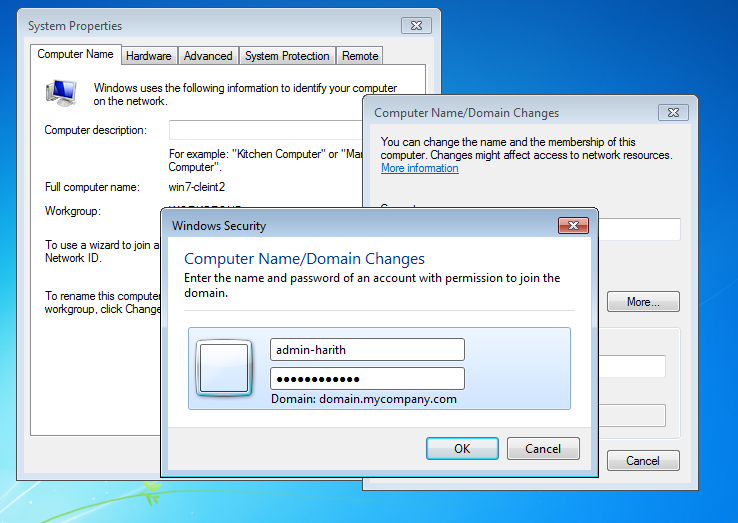 System Properties
Computer Name
Hardware
Advanced
System Protection
Remote
Windows uses the following information to identify your computer
on the network.
Computer description:
For example: "Kitchen Computer" or
Computer".
Full computer name:
win7-cleint2
Workgroup:
To use a wizard to join a
Network ID.
To rename this computer
workgroup, click Change
Computer Name/Domain Changes
You can change the name and the membership of this
computer. Changes might affect access to network resources.
More information
More...
Cancel
Windows Security
Computer Name/Domain Changes
Enter the name and password of an account with permission to join the
domain.
admin-harith
●●●●●●●●●●●●
Domain: domain.mycompany.com
OK
Cancel